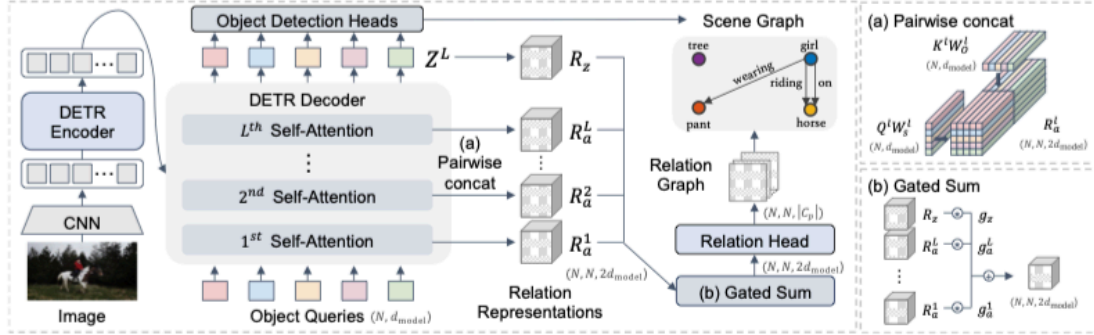 Object Detection Heads
Scene Graph
(a) Pairwise concat
DETR Encoder
CNN
Image
Z^L
DETR Decoder
L^th Self-Attention
⋮
2^nd Self-Attention
1^st Self-Attention
Object Queries (N, d_model)
(a) Pairwise concat
R_z
R_a^L
⋮
R_a^2
R_a^1
(N, N, 2d_model)
Relation Representations
tree
girl
wearing
riding
on
pant
horse
Relation Graph
(N, N, |C_p|)
Relation Head
(N, N, 2d_model)
(b) Gated Sum
K^l W_o^l
(N, d_model)
Q^l W_s^l
(N, d_model)
R_a^l
(N, N, 2d_model)
(b) Gated Sum
R_z g_z
R_a^L g_a^L
⋮
R_a^1 g_a^1
(N, N, 2d_model)